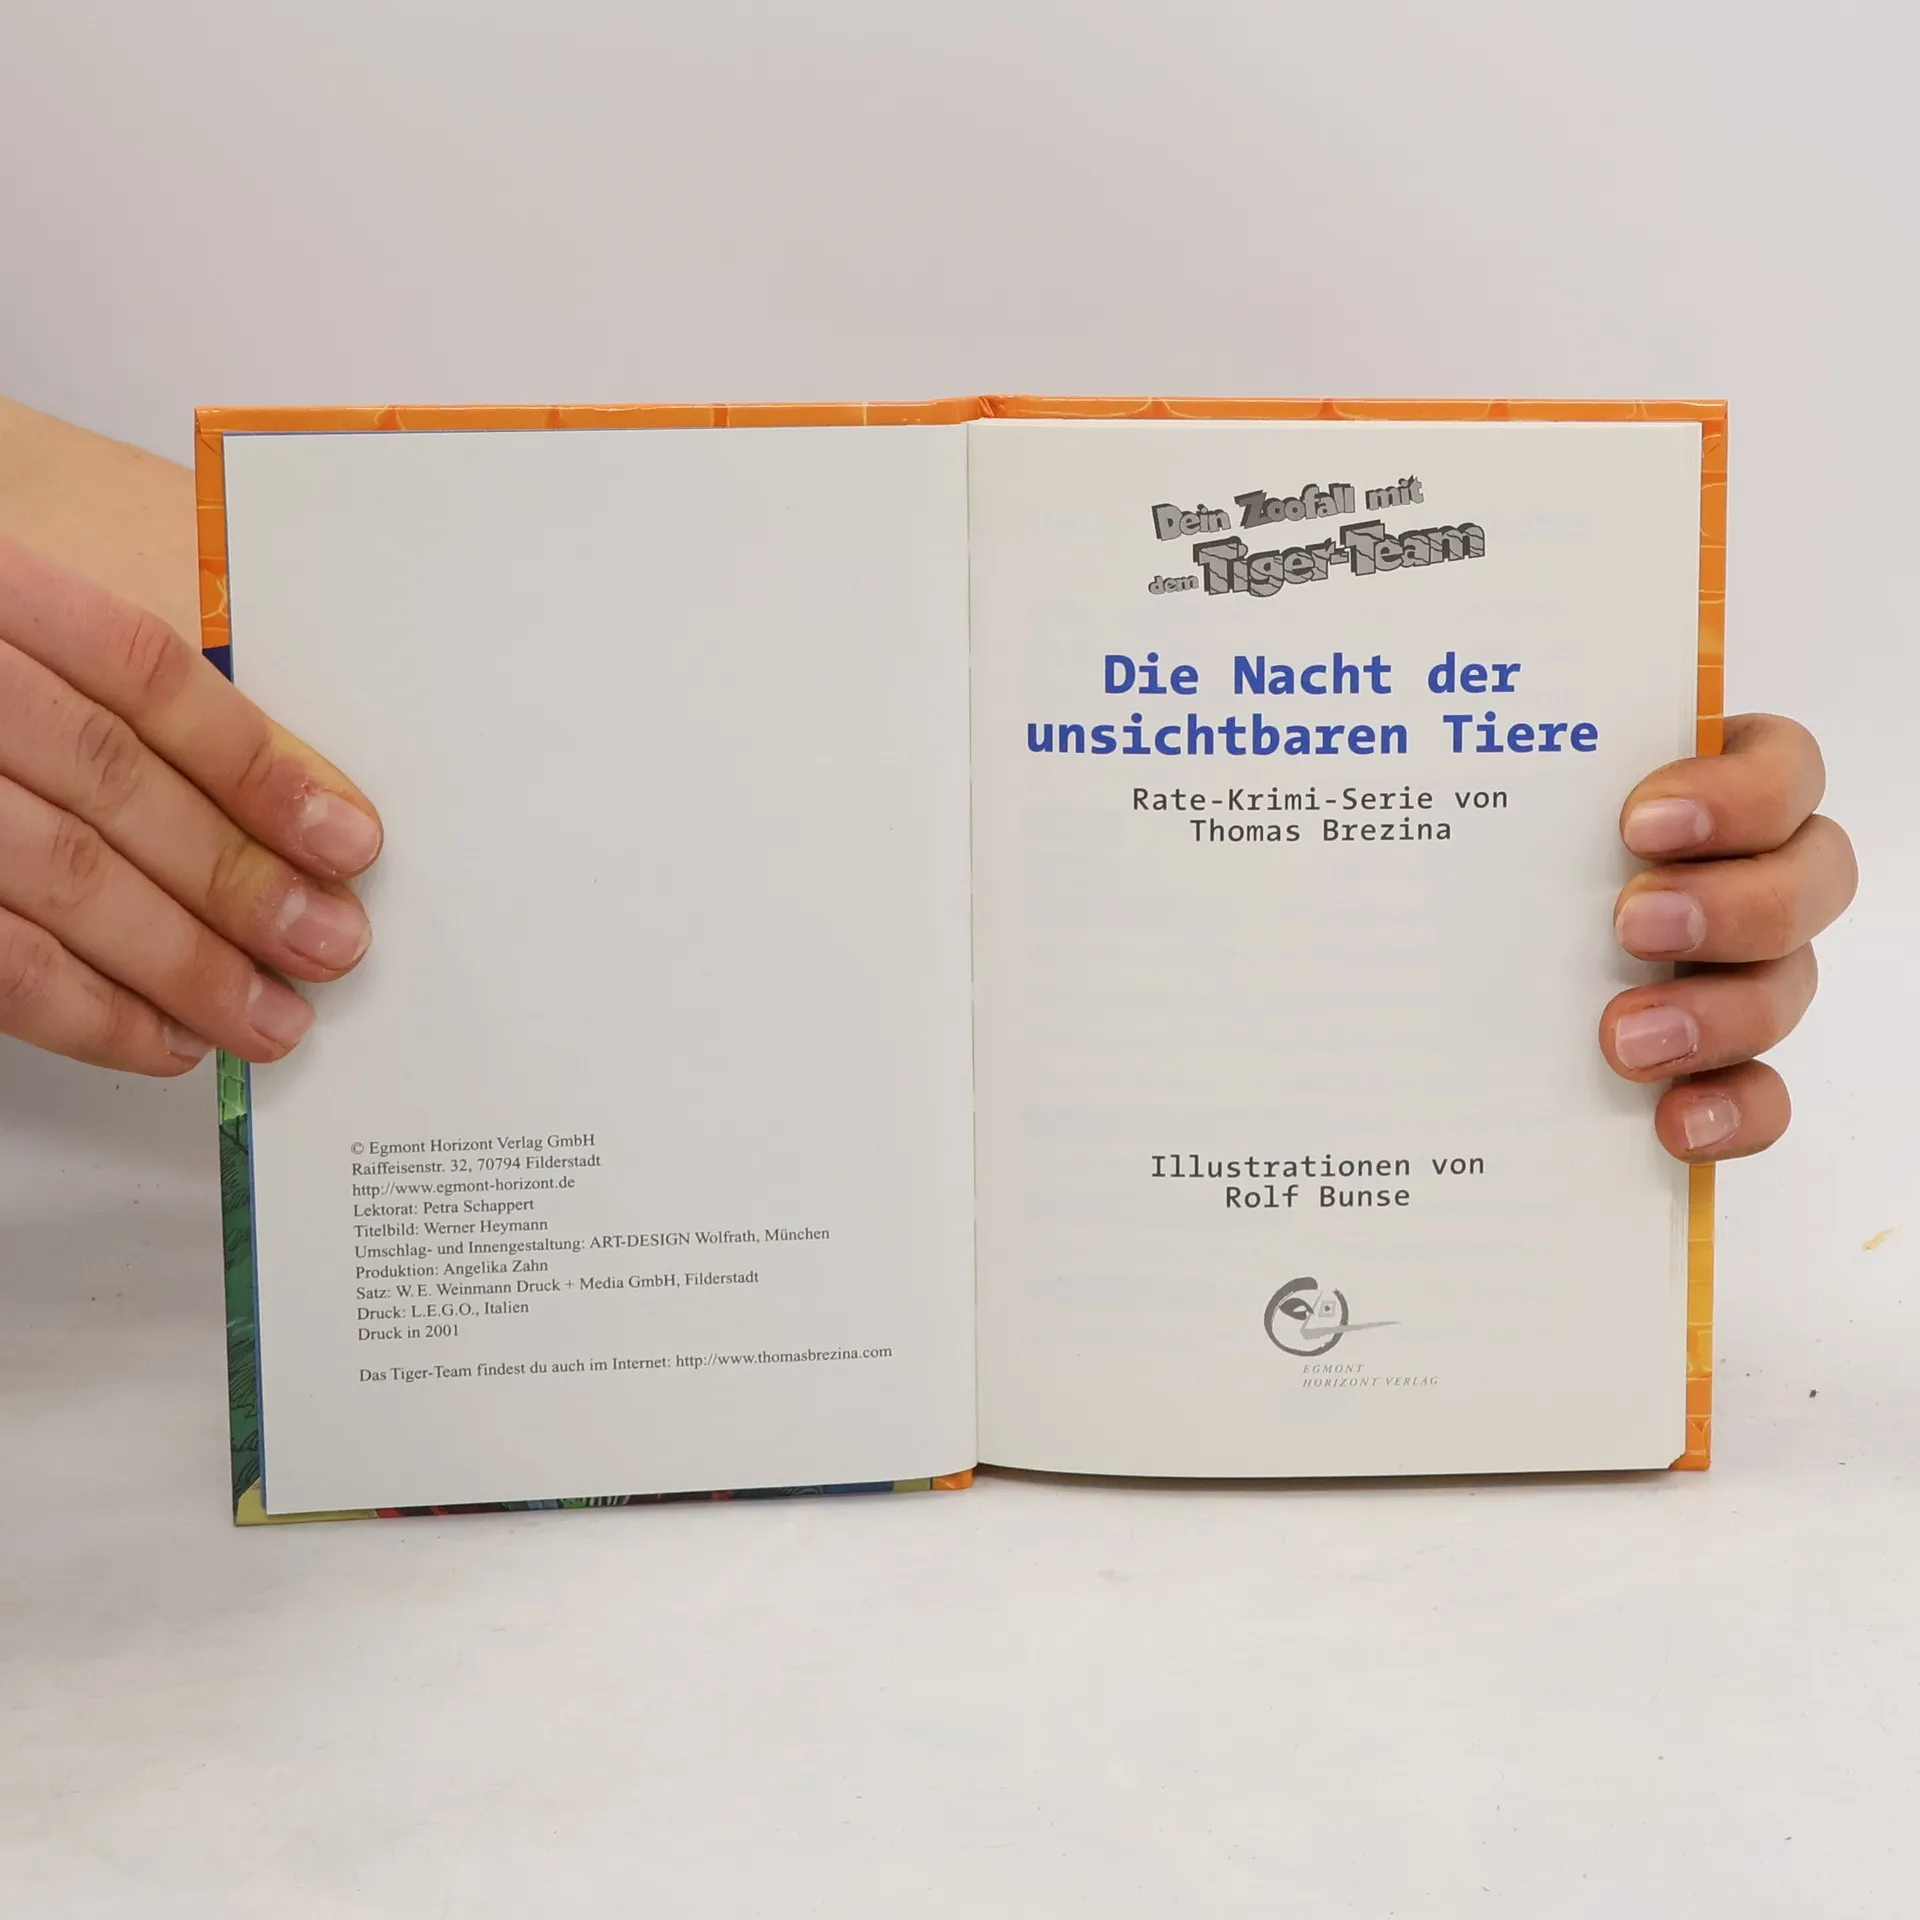 © Egmont Horizont Verlag GmbH
Raiffeisenstr. 32, 70794 Filderstadt
http://www.egmont-horizont.de
Lektorat: Petra Schappert
Titelbild: Werner Heymann
Umschlag- und Innengestaltung: ART-DESIGN Wolfrath, München
Produktion: Angelika Zahn
Satz: W. E. Weinmann Druck + Media GmbH, Filderstadt
Druck: L.E.G.O., Italien
Druck in 2001
Das Tiger-Team findest du auch im Internet: http://www.thomasbrezina.com
Dein Zoofall mit
dem Tiger-Team
Die Nacht der
unsichtbaren Tiere
Rate-Krimi-Serie von
Thomas Brezina
Illustrationen von
Rolf Bunse
EGMONT
HORIZONT VERLAG